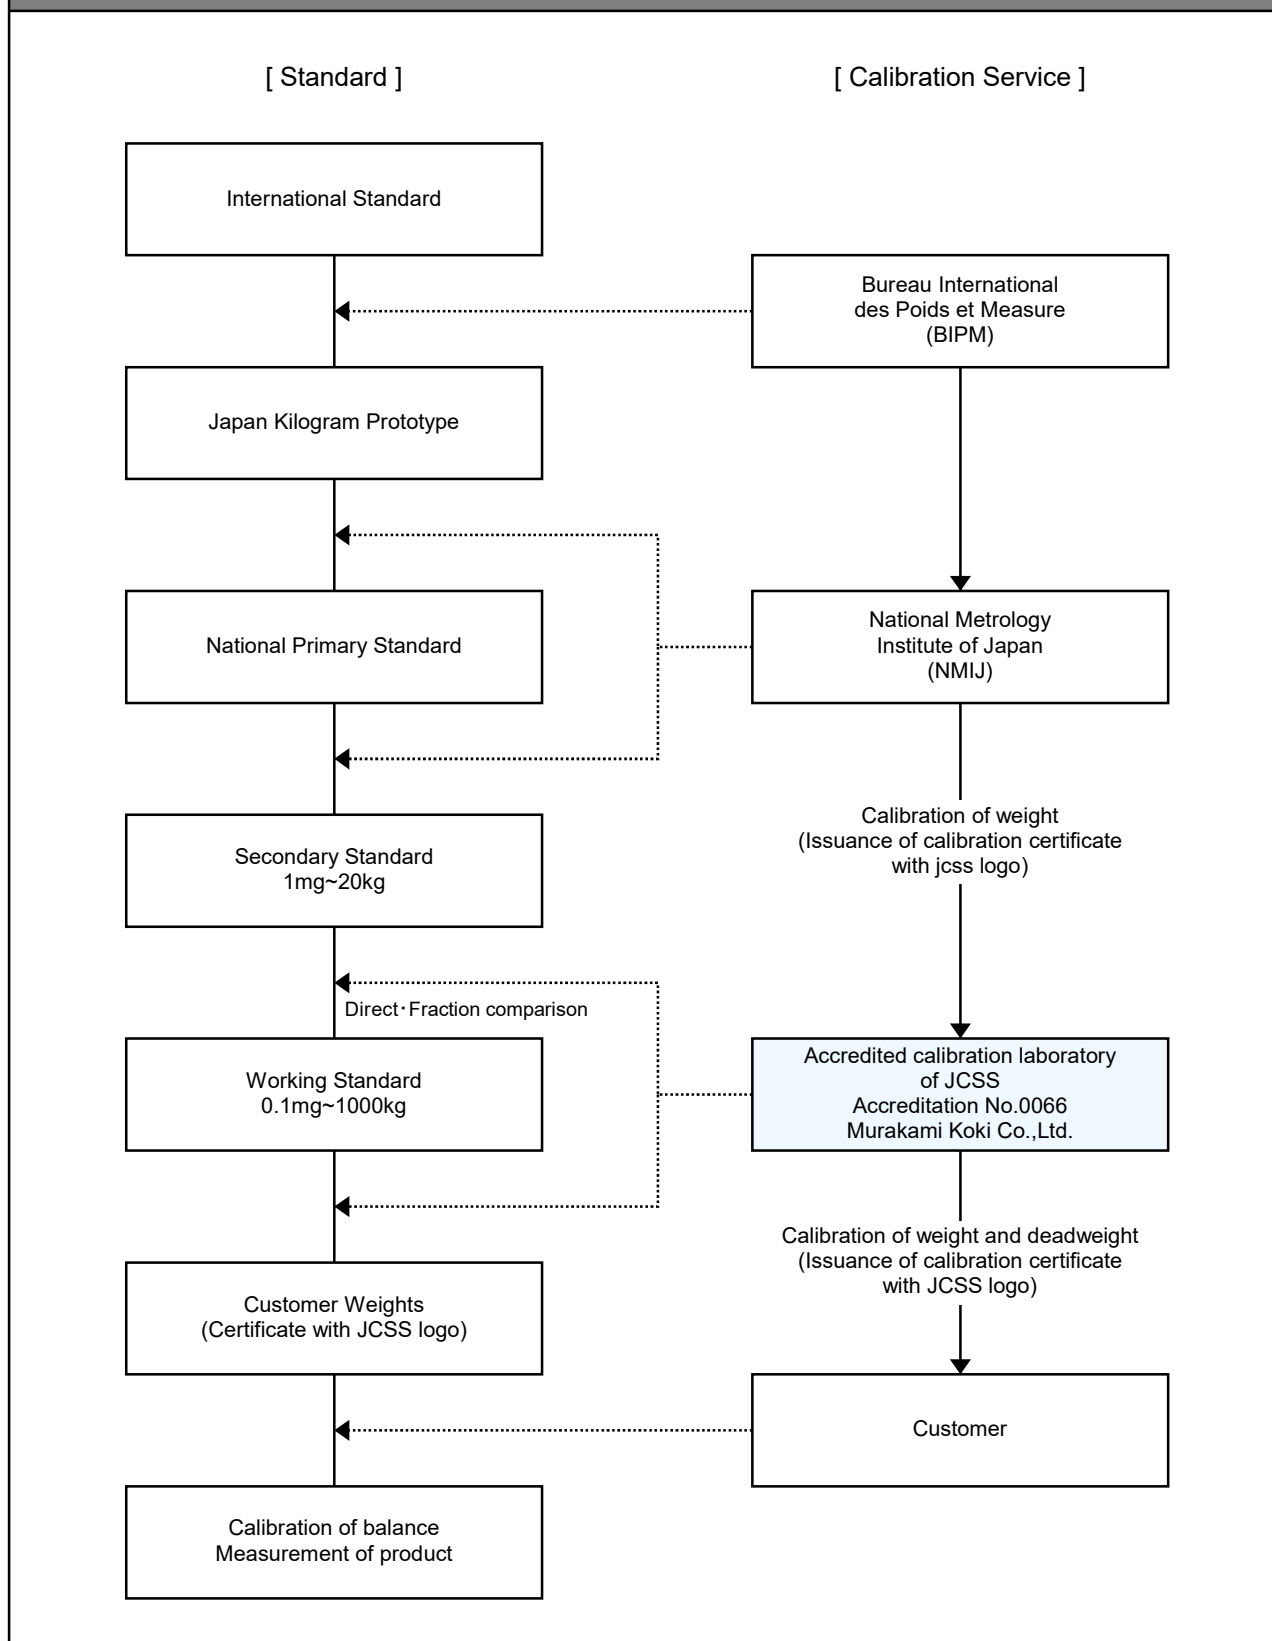 [ Standard ]
[ Calibration Service ]
International Standard
Bureau International
des Poids et Measure
(BIPM)
Japan Kilogram Prototype
National Primary Standard
National Metrology
Institute of Japan
(NMIJ)
Calibration of weight
(Issuance of calibration certificate
with jcss logo)
Secondary Standard
1mg~20kg
Direct･Fraction comparison
Working Standard
0.1mg~1000kg
Accredited calibration laboratory
of JCSS
Accreditation No.0066
Murakami Koki Co.,Ltd.
Calibration of weight and deadweight
(Issuance of calibration certificate
with JCSS logo)
Customer Weights
(Certificate with JCSS logo)
Customer
Calibration of balance
Measurement of product